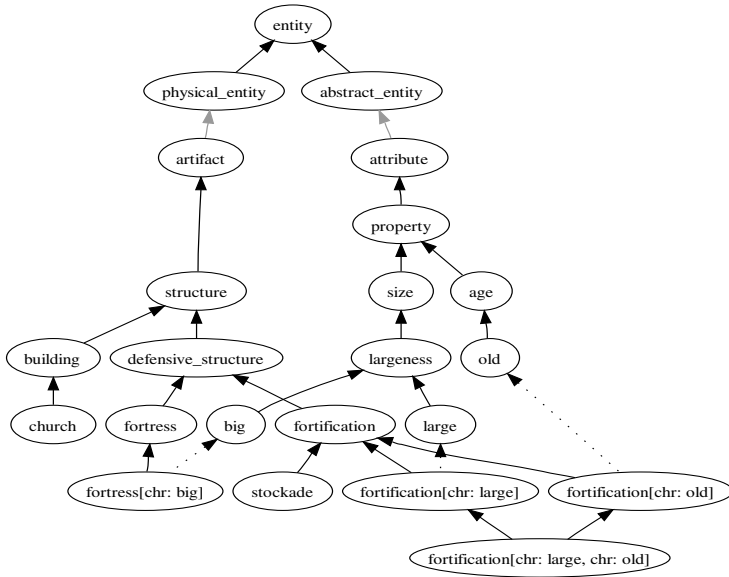 entity
physical_entity
abstract_entity
artifact
attribute
property
structure
size
age
building
defensive_structure
largeness
old
church
fortress
big
fortification
large
fortress[chr: big]
stockade
fortification[chr: large]
fortification[chr: old]
fortification[chr: large, chr: old]